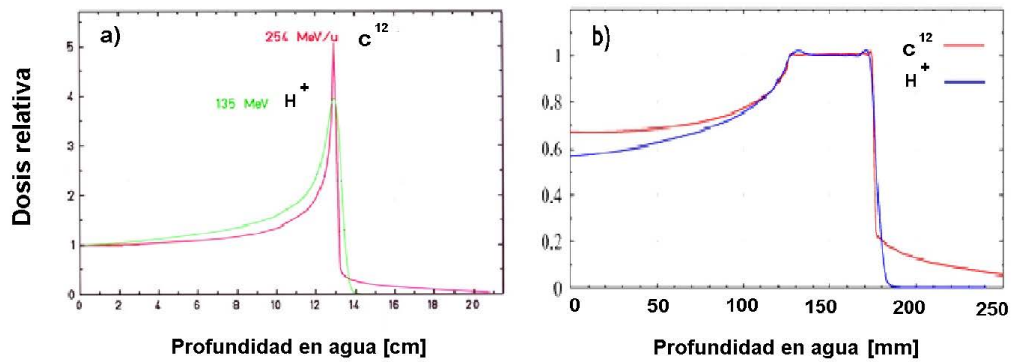 a)
254 MeV/u C 12
135 MeV H +
5
4
3
2
1
0
0 2 4 6 8 10 12 14 16 18 20
Dosis relativa
Profundidad en agua [cm]
b)
C 12
H +
1
0.8
0.6
0.4
0.2
0
0 50 100 150 200 250
Profundidad en agua [mm]